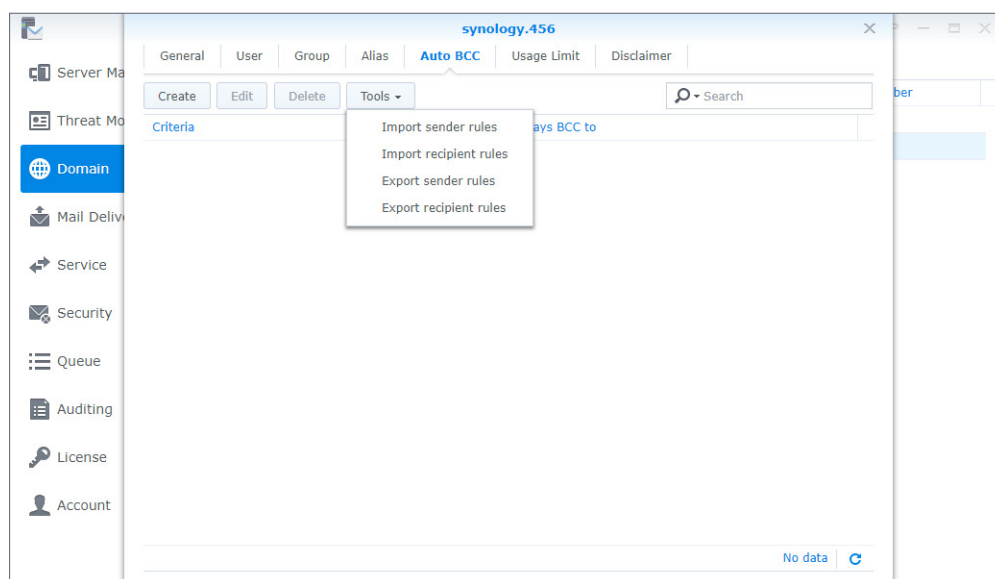 synology.456
General User Group Alias Auto BCC Usage Limit Disclaimer
Create Edit Delete Tools Search
Criteria ays BCC to
Import sender rules
Import recipient rules
Export sender rules
Export recipient rules
Server Ma
Threat Mo
Domain
Mail Deliv
Service
Security
Queue
Auditing
License
Account
ber
No data